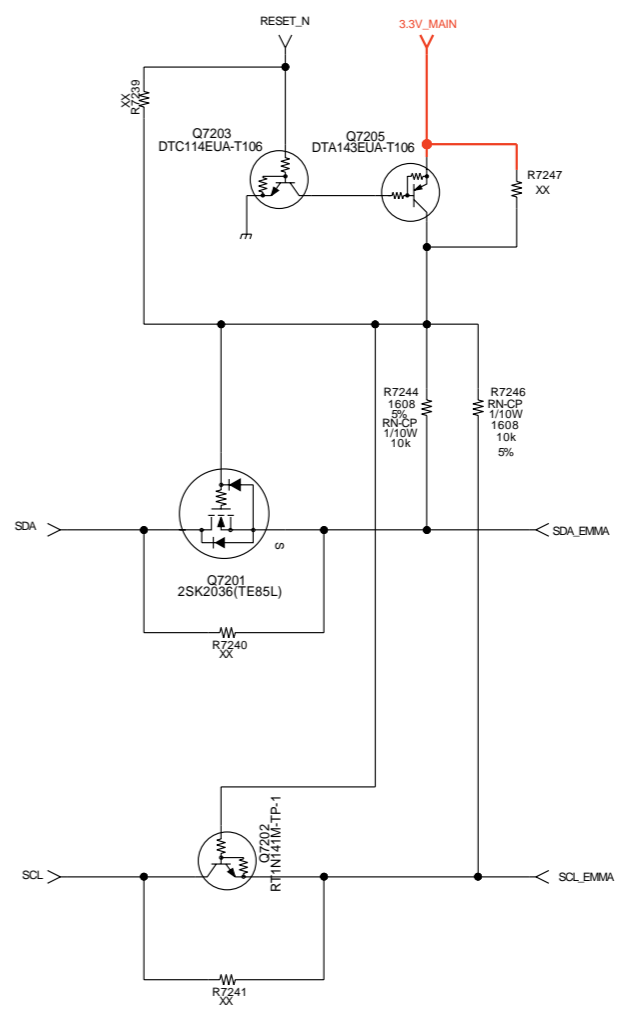 RESET_N
3.3V_MAIN
XX
R7239
Q7203
DTC114EUA-T106
Q7205
DTA143EUA-T106
R7247
XX
R7244
1608
5%
RN-CP
1/10W
10k
R7246
RN-CP
1/10W
1608
10k
5%
SDA
SDA_EMMA
S
Q7201
2SK2036(TE85L)
R7240
XX
Q7202
RT1N141M-TP-1
SCL
SCL_EMMA
R7241
XX